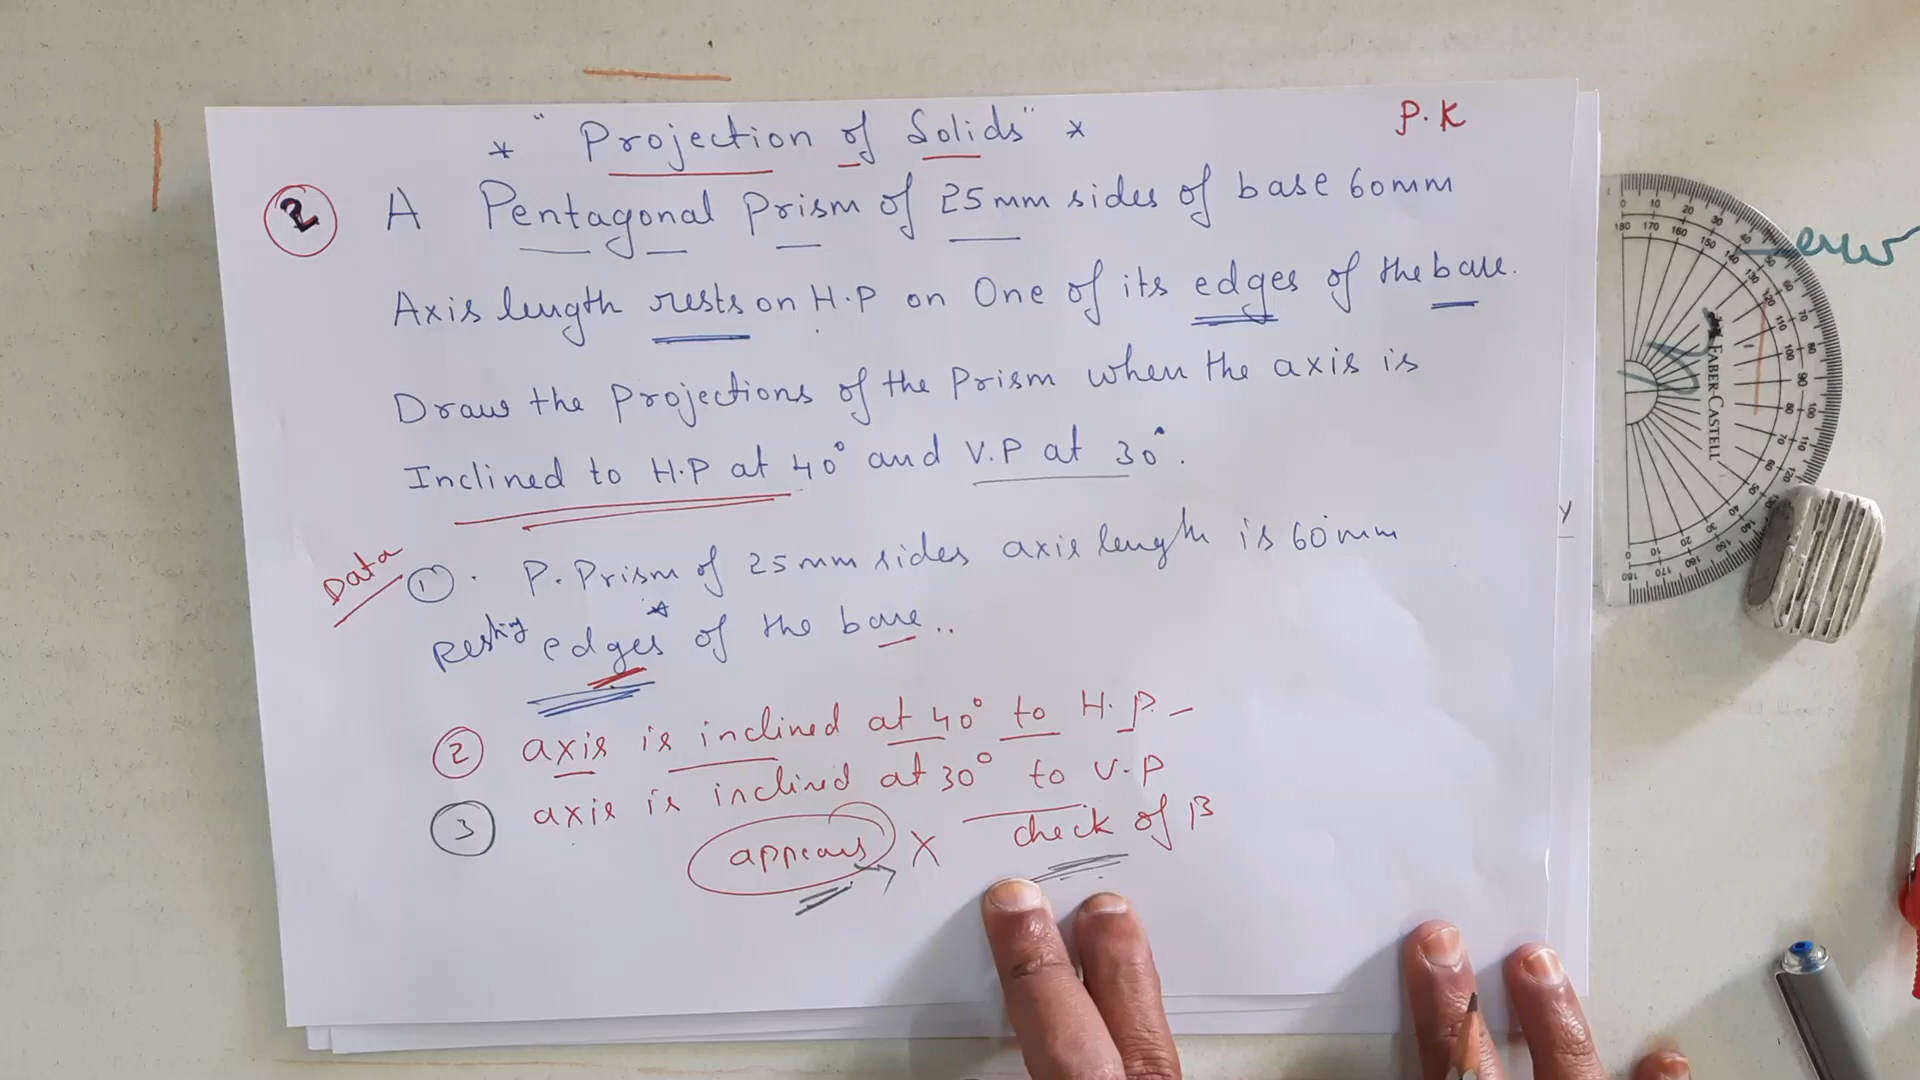 * "Projection of Solids" *
P.K
2 A Pentagonal Prism of 25mm sides of base 60mm
Axis length rests on H.P on One of its edges of the base.
Draw the Projections of the Prism when the axis is
Inclined to H.P at 40° and V.P at 30°.
Data
① . P.Prism of 25mm sides axis length is 60mm
Resting edges* of the base..
② axis is inclined at 40° to H.P. -
③ axis is inclined at 30° to V.P
appears X check of β
Y
FABER-CASTELL